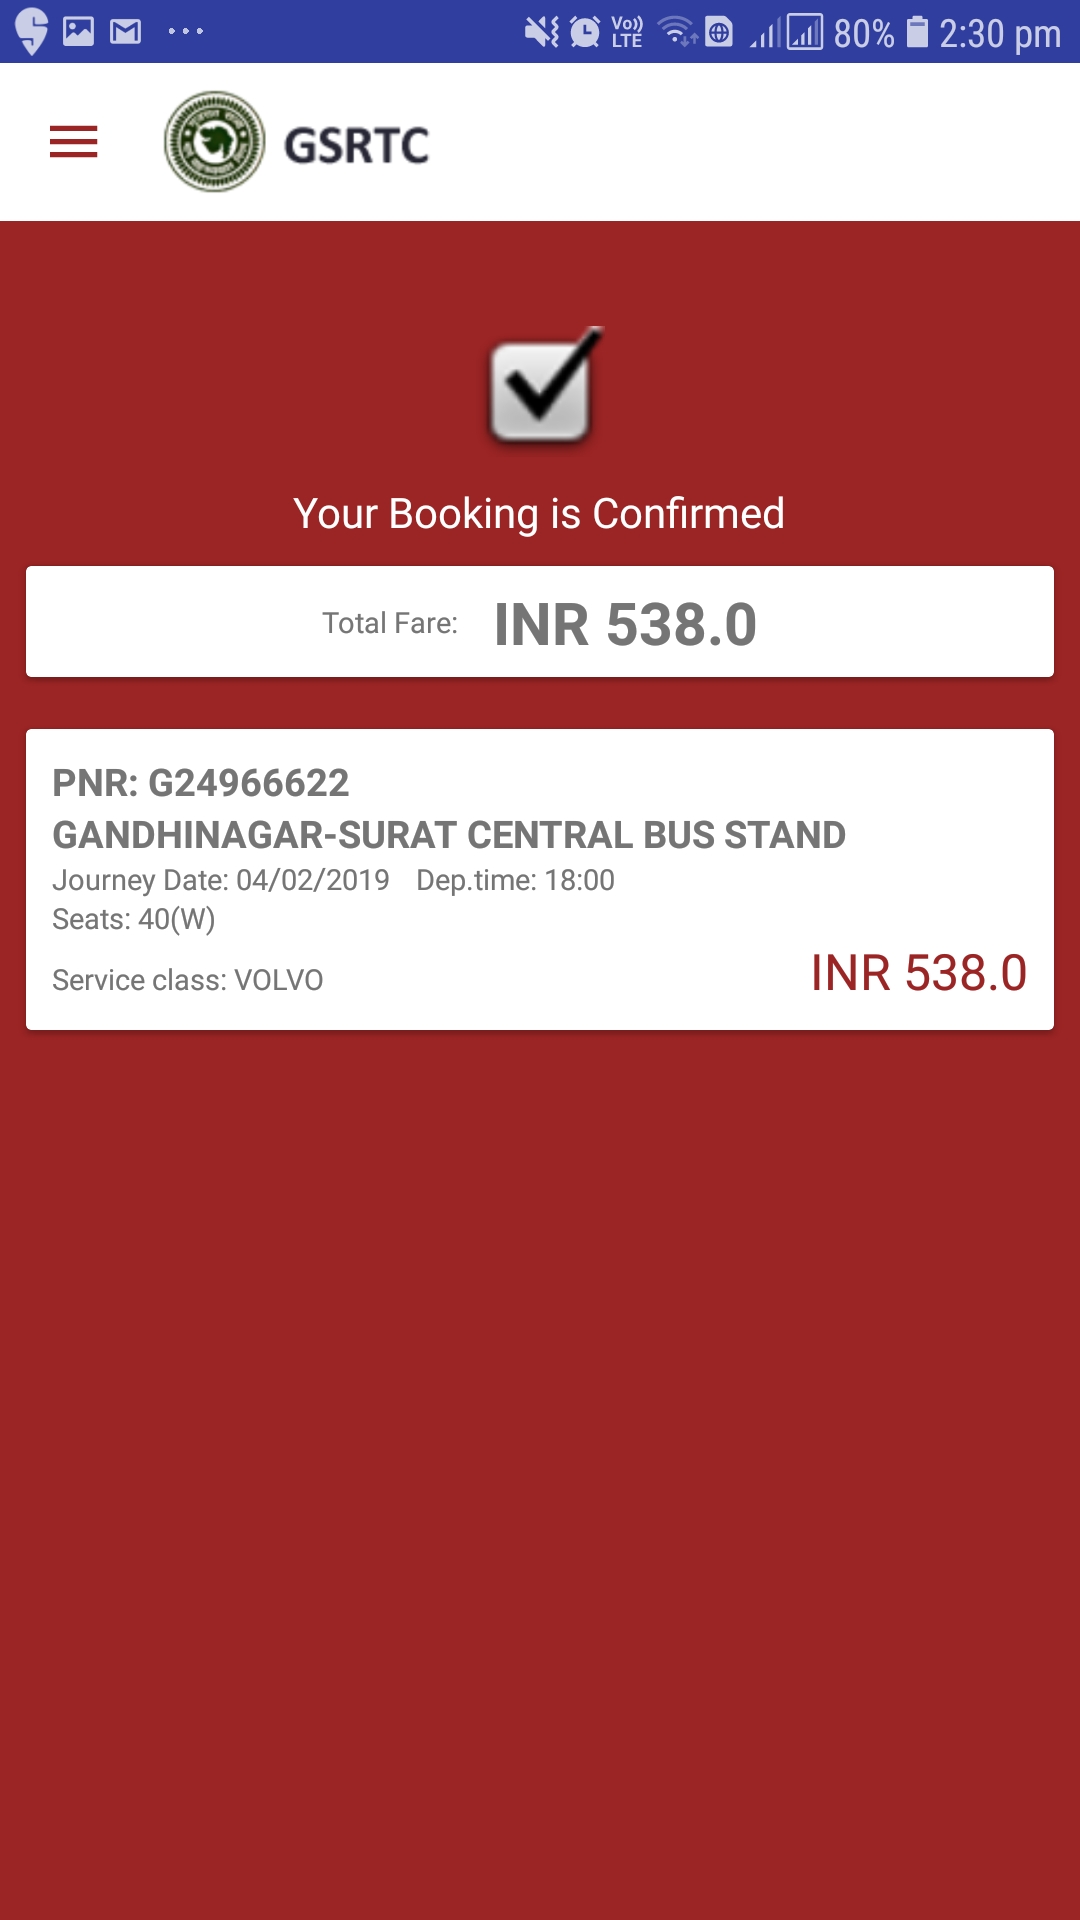 Vo)) LTE 80% 2:30 pm
GSRTC
Your Booking is Confirmed
Total Fare: INR 538.0
PNR: G24966622
GANDHINAGAR-SURAT CENTRAL BUS STAND
Journey Date: 04/02/2019 Dep.time: 18:00
Seats: 40(W)
Service class: VOLVO INR 538.0